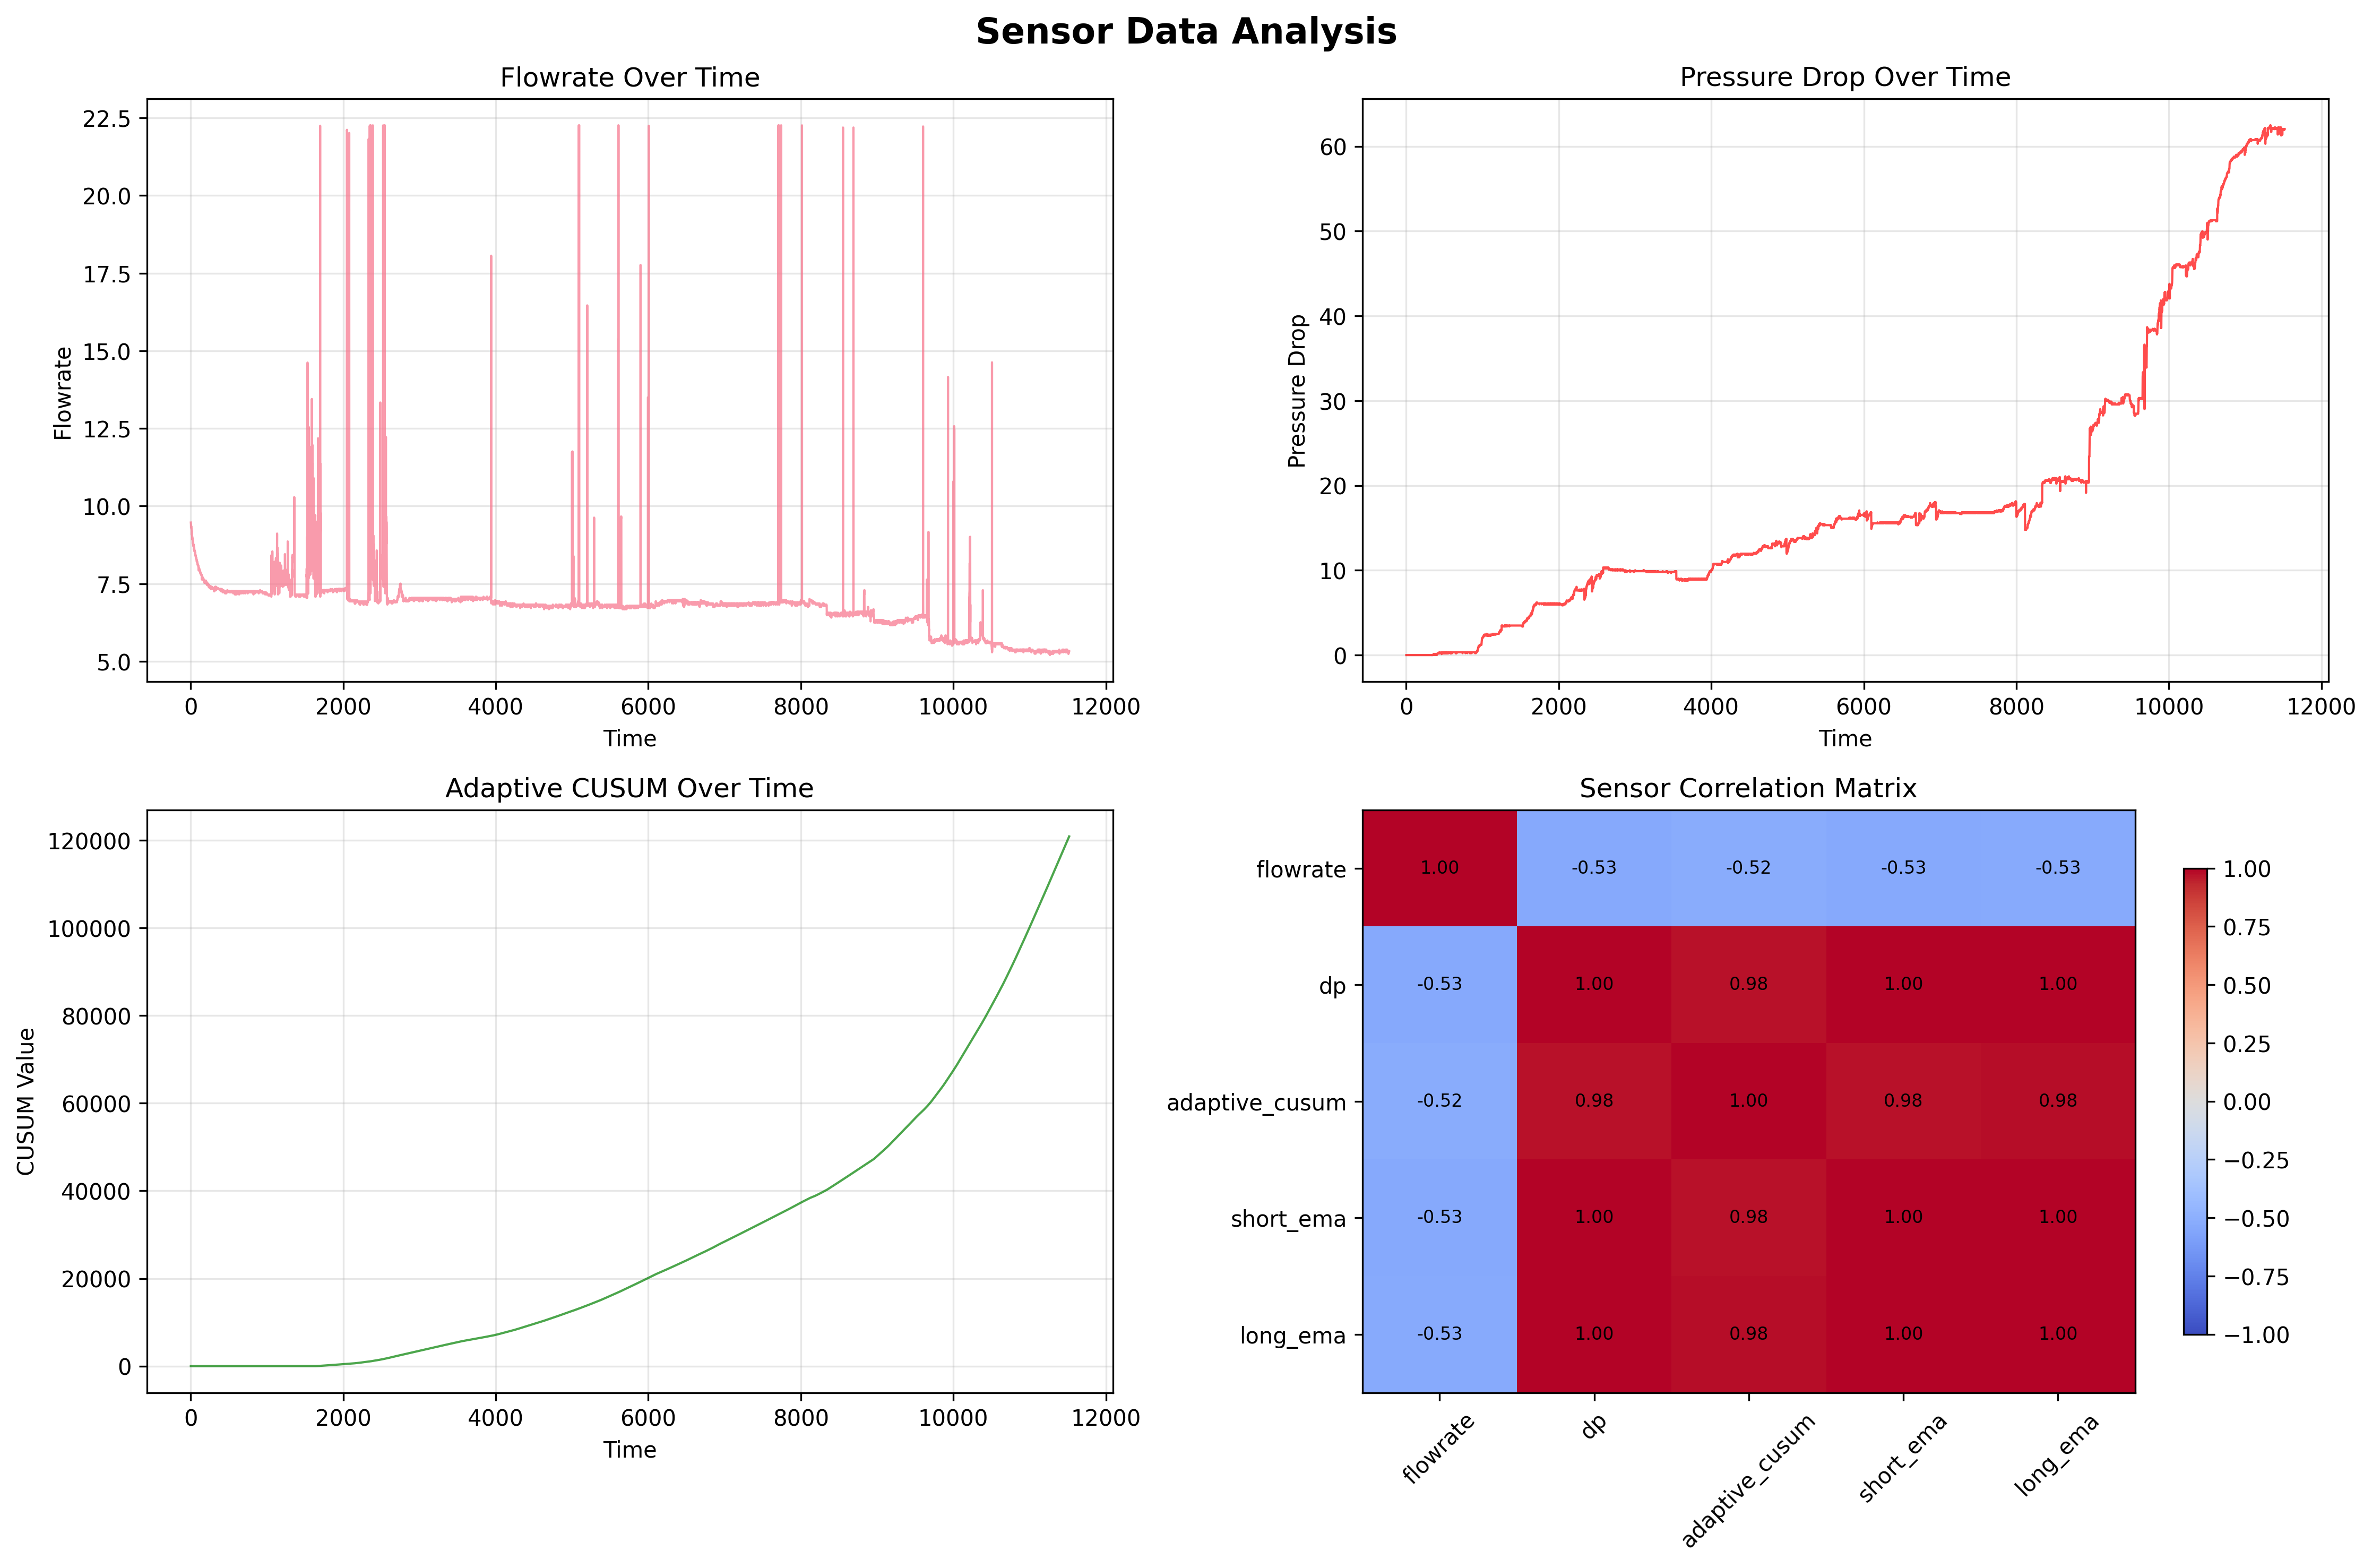 Sensor Data Analysis
Flowrate Over Time
22.5
20.0
17.5
15.0
12.5
10.0
7.5
5.0
Flowrate
0 2000 4000 6000 8000 10000 12000
Time
Pressure Drop Over Time
60
50
40
30
20
10
0
Pressure Drop
0 2000 4000 6000 8000 10000 12000
Time
Adaptive CUSUM Over Time
120000
100000
80000
60000
40000
20000
0
CUSUM Value
0 2000 4000 6000 8000 10000 12000
Time
Sensor Correlation Matrix
flowrate 1.00 -0.53 -0.52 -0.53 -0.53
dp -0.53 1.00 0.98 1.00 1.00
adaptive_cusum -0.52 0.98 1.00 0.98 0.98
short_ema -0.53 1.00 0.98 1.00 1.00
long_ema -0.53 1.00 0.98 1.00 1.00
flowrate dp adaptive_cusum short_ema long_ema
1.00
0.75
0.50
0.25
0.00
−0.25
−0.50
−0.75
−1.00